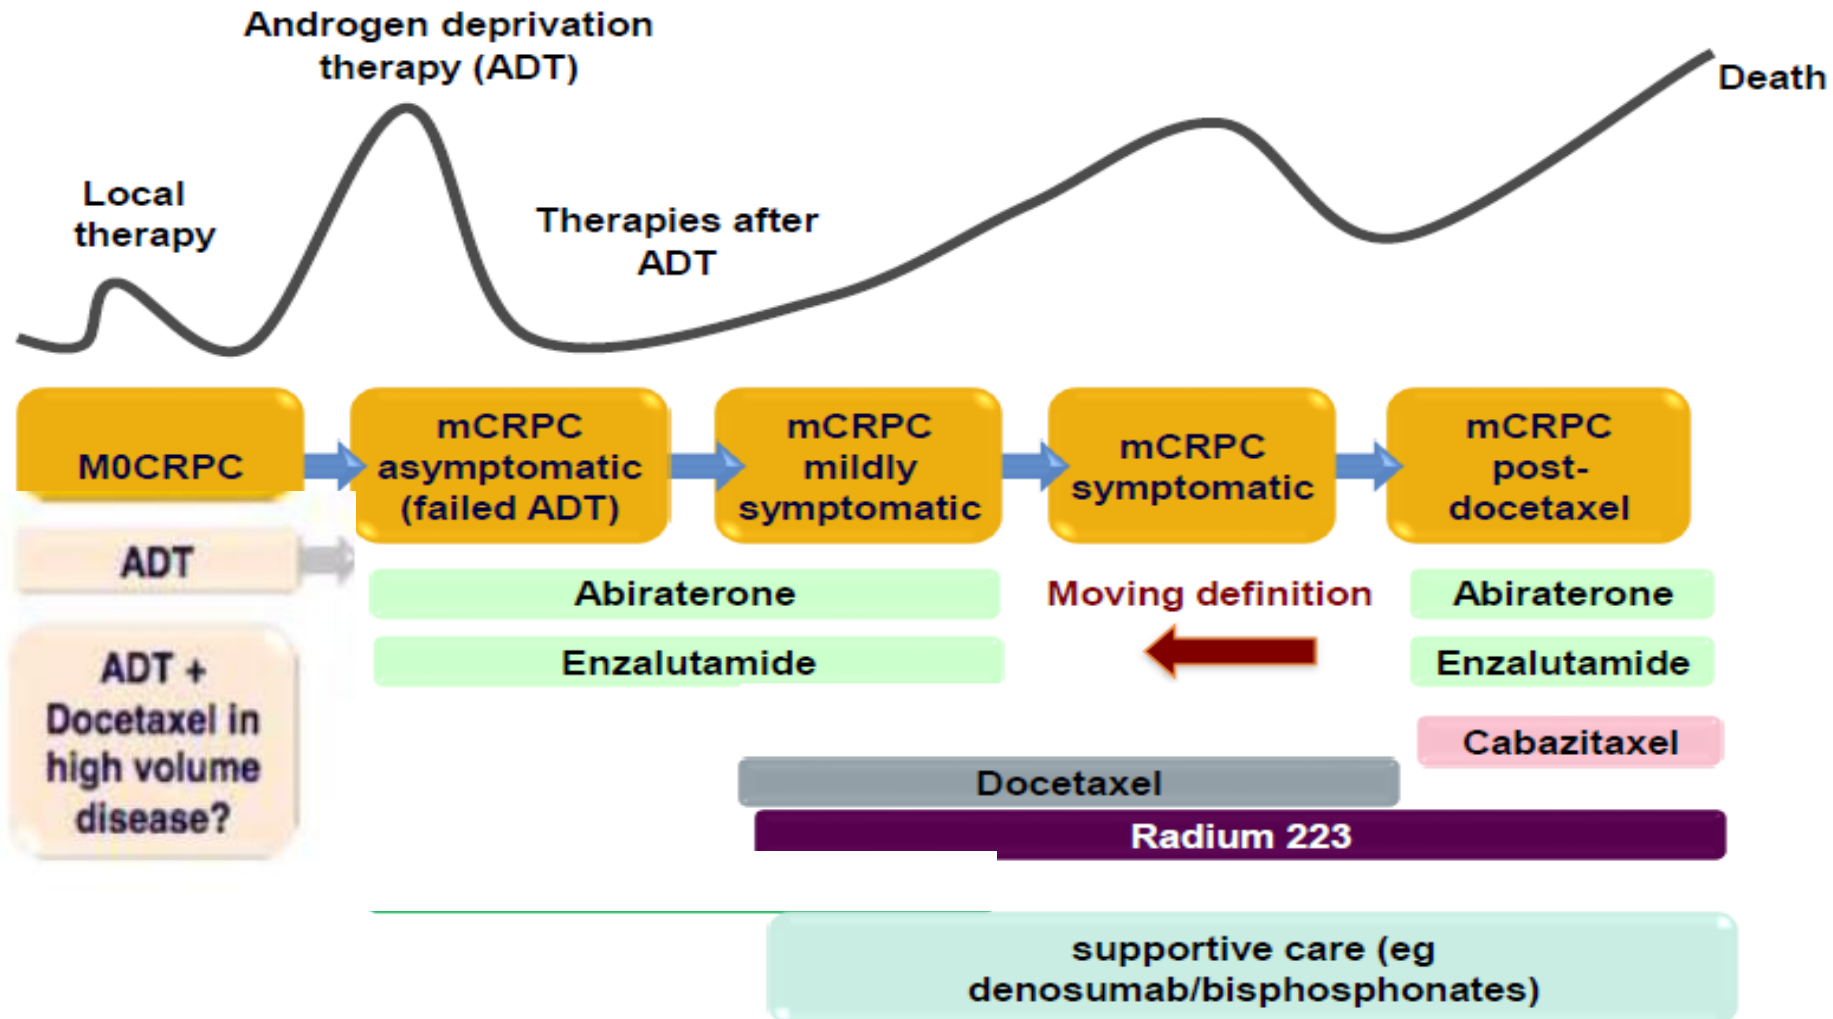 Androgen deprivation
therapy (ADT)
Death
Local
therapy
Therapies after
ADT
M0CRPC
mCRPC
asymptomatic
(failed ADT)
mCRPC
mildly
symptomatic
mCRPC
symptomatic
mCRPC
post-
docetaxel
ADT
ADT +
Docetaxel in
high volume
disease?
Abiraterone
Enzalutamide
Moving definition
Abiraterone
Enzalutamide
Cabazitaxel
Docetaxel
Radium 223
supportive care (eg
denosumab/bisphosphonates)